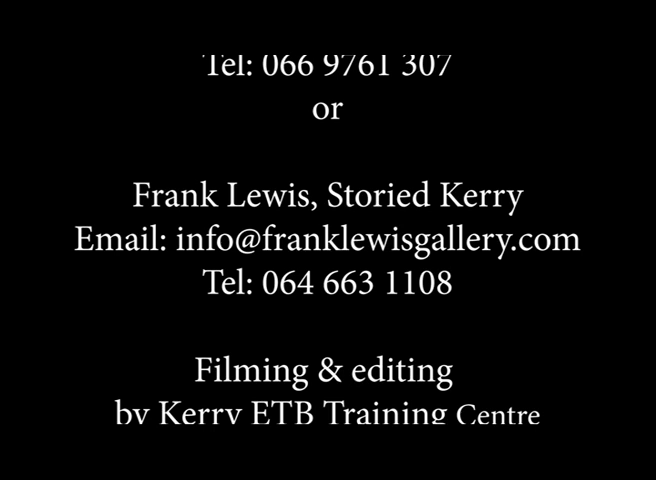 Tel: 066 9761 307
or
Frank Lewis, Storied Kerry
Email: info@franklewisgallery.com
Tel: 064 663 1108
Filming & editing
by Kerry ETB Training Centre